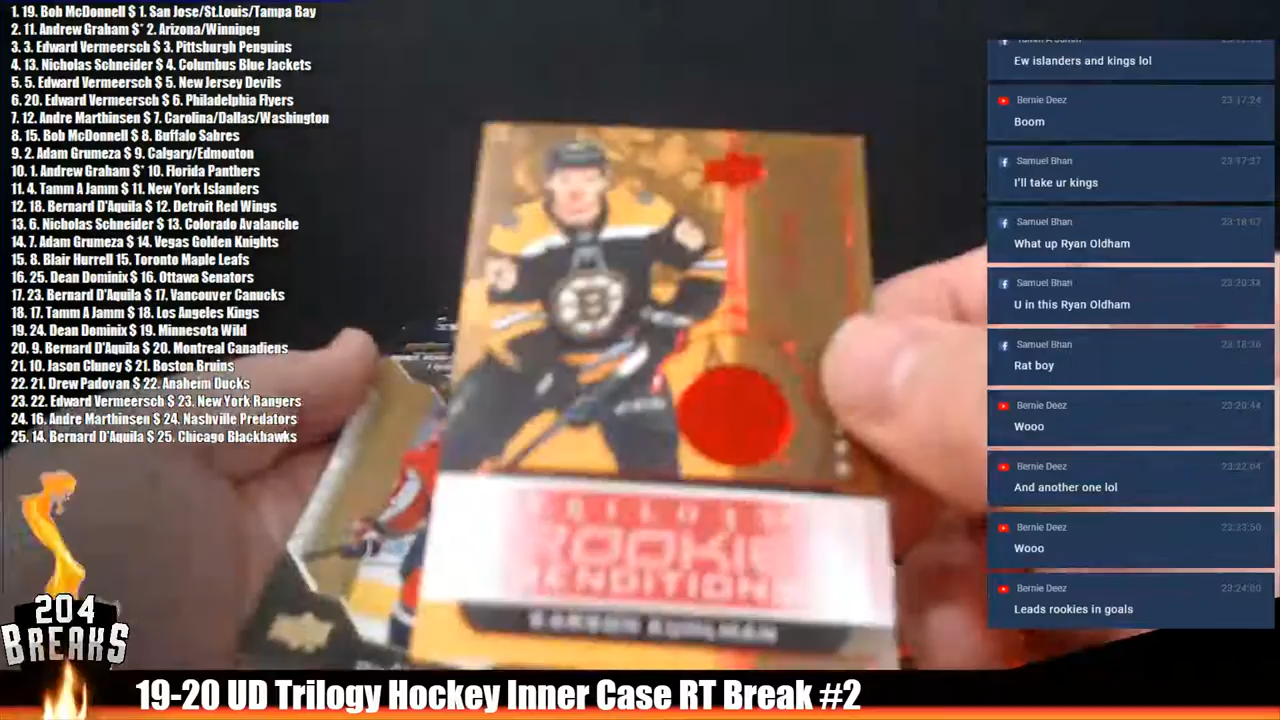 1. 19. Bob McDonnell $ 1. San Jose/St.Louis/Tampa Bay
2. 11. Andrew Graham $* 2. Arizona/Winnipeg
3. 3. Edward Vermeersch $ 3. Pittsburgh Penguins
4. 13. Nicholas Schneider $ 4. Columbus Blue Jackets
5. 5. Edward Vermeersch $ 5. New Jersey Devils
6. 20. Edward Vermeersch $ 6. Philadelphia Flyers
7. 12. Andre Marthinsen $ 7. Carolina/Dallas/Washington
8. 15. Bob McDonnell $ 8. Buffalo Sabres
9. 2. Adam Grumeza $ 9. Calgary/Edmonton
10. 1. Andrew Graham $* 10. Florida Panthers
11. 4. Tamm A Jamm $ 11. New York Islanders
12. 18. Bernard D'Aquila $ 12. Detroit Red Wings
13. 6. Nicholas Schneider $ 13. Colorado Avalanche
14. 7. Adam Grumeza $ 14. Vegas Golden Knights
15. 8. Blair Hurrell 15. Toronto Maple Leafs
16. 25. Dean Dominix $ 16. Ottawa Senators
17. 23. Bernard D'Aquila $ 17. Vancouver Canucks
18. 17. Tamm A Jamm $ 18. Los Angeles Kings
19. 24. Dean Dominix $ 19. Minnesota Wild
20. 9. Bernard D'Aquila $ 20. Montreal Canadiens
21. 10. Jason Cluney $ 21. Boston Bruins
22. 21. Drew Padovan $ 22. Anaheim Ducks
23. 22. Edward Vermeersch $ 23. New York Rangers
24. 16. Andre Marthinsen $ 24. Nashville Predators
25. 14. Bernard D'Aquila $ 25. Chicago Blackhawks
204
BREAKS
B
ROOKIE
RENDITIONS
Ew islanders and kings lol
Bernie Deez 23:17:24
Boom
Samuel Bhan
I'll take ur kings
Samuel Bhan
What up Ryan Oldham
Samuel Bhan
U in this Ryan Oldham
Samuel Bhan
Rat boy
Bernie Deez 23:20:44
Wooo
Bernie Deez 23:22:04
And another one lol
Bernie Deez 23:23:50
Wooo
Bernie Deez
Leads rookies in goals
19-20 UD Trilogy Hockey Inner Case RT Break #2